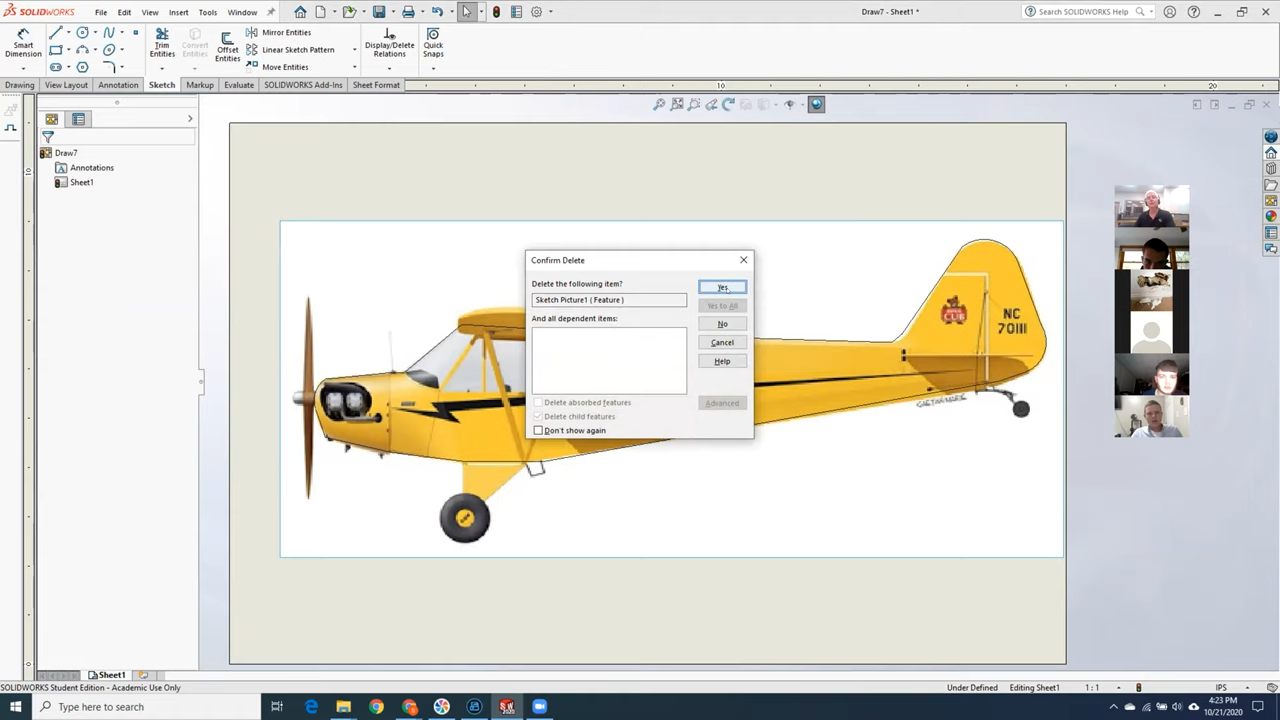 SOLIDWORKS File Edit View Insert Tools Window Draw7 - Sheet1 * Search SOLIDWORKS Help
Smart Dimension
Trim Entities
Convert Entities
Offset Entities
Mirror Entities
Linear Sketch Pattern
Move Entities
Display/Delete Relations
Quick Snaps
Drawing View Layout Annotation Sketch Markup Evaluate SOLIDWORKS Add-Ins Sheet Format
10 20
Draw7
Annotations
Sheet1
10
0
Confirm Delete
Delete the following item?
Sketch Picture1 ( Feature )
And all dependent items:
Yes
Yes to All
No
Cancel
Help
Advanced
Delete absorbed features
Delete child features
Don't show again
CUB
NC
70111
Sheet1
SOLIDWORKS Student Edition - Academic Use Only Under Defined Editing Sheet1 1 : 1 IPS
Type here to search
4:23 PM
10/21/2020